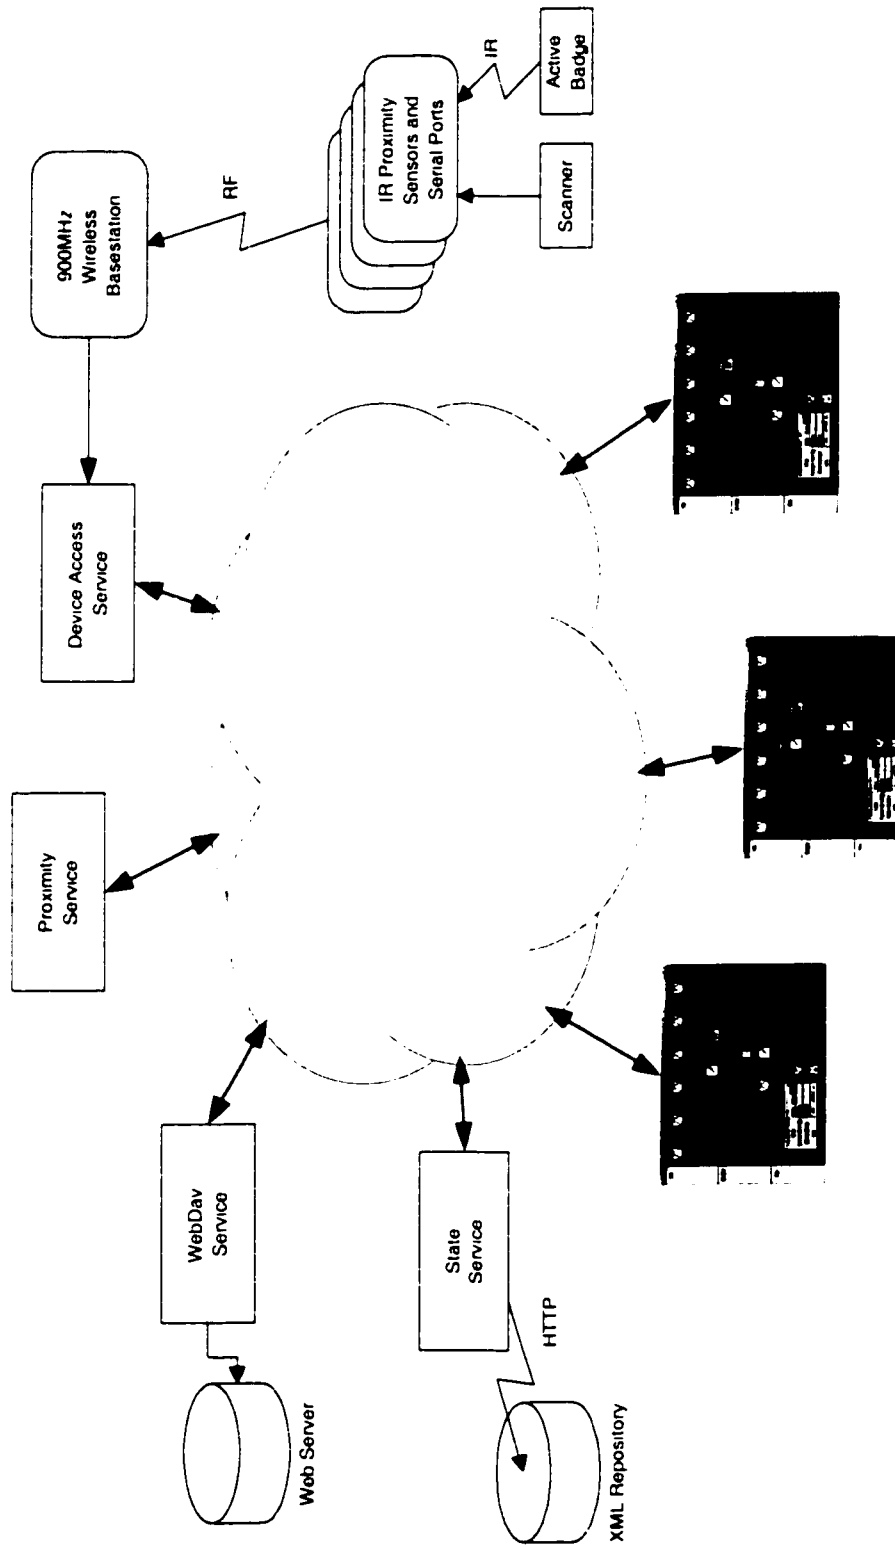 WebDav
Service
Proximity
Service
Device Access
Service
900MHz
Wireless
Basestation
RF
Web Server
State
Service
HTTP
XML Repository
IR Proximity
Sensors and
Serial Ports
IR
Scanner
Active
Badge